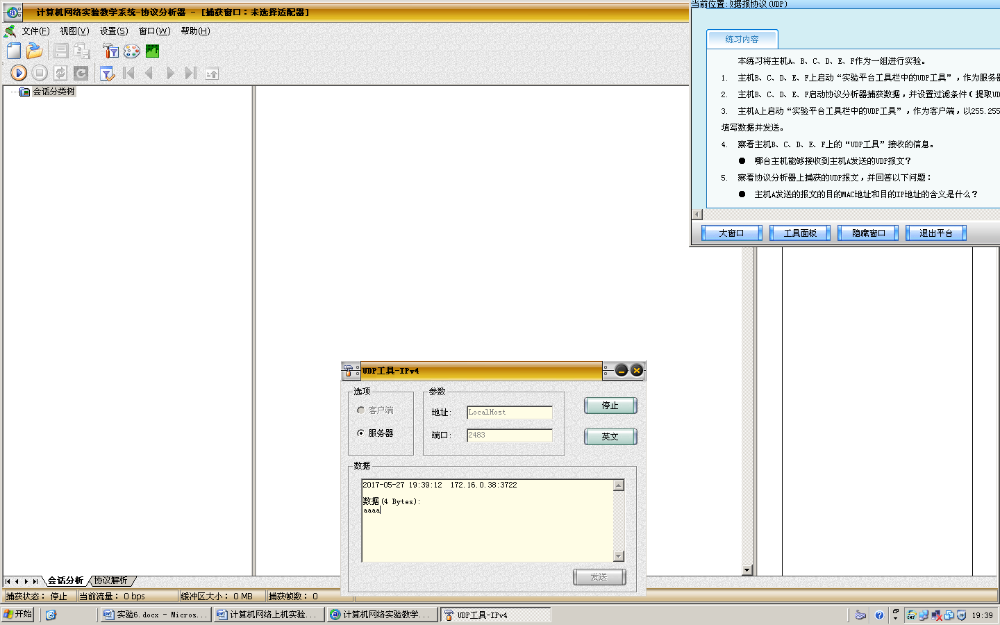 计算机网络实验教学系统-协议分析器 - [捕获窗口：未选择适配器]
文件(F) 视图(V) 设置(S) 窗口(W) 帮助(H)
会话分类树
当前位置:数据报协议(UDP)
练习内容
本练习将主机A、B、C、D、E、F作为一组进行实验。
1. 主机B、C、D、E、F上启动“实验平台工具栏中的UDP工具”，作为服务器
2. 主机B、C、D、E、F启动协议分析器捕获数据，并设置过滤条件（提取UD
3. 主机A上启动“实验平台工具栏中的UDP工具”，作为客户端，以255.255
填写数据并发送。
4. 察看主机B、C、D、E、F上的“UDP工具”接收的信息。
● 哪台主机能够接收到主机A发送的UDP报文？
5. 察看协议分析器上捕获的UDP报文，并回答以下问题：
● 主机A发送的报文的目的MAC地址和目的IP地址的含义是什么？
大窗口 工具面板 隐藏窗口 退出平台
UDP工具-IPv4
选项
客户端
服务器
参数
地址: LocalHost
端口: 2483
停止
英文
数据
2017-05-27 19:39:12 172.16.0.38:3722
数据(4 Bytes):
aaaa
发送
会话分析 协议解析
捕获状态： 停止 当前流量： 0 bps 缓冲区大小： 0 MB 捕获帧数： 0
开始 实验6.docx - Micros... 计算机网络上机实验... 计算机网络实验教学... UDP工具-IPv4 19:39